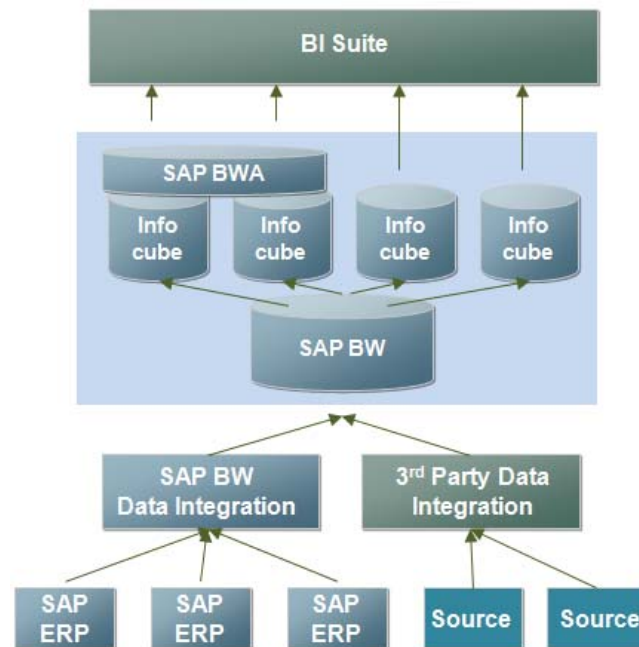 BI Suite
SAP BWA
Info
cube
Info
cube
Info
cube
Info
cube
SAP BW
SAP BW
Data Integration
3rd Party Data
Integration
SAP
ERP
SAP
ERP
SAP
ERP
Source
Source